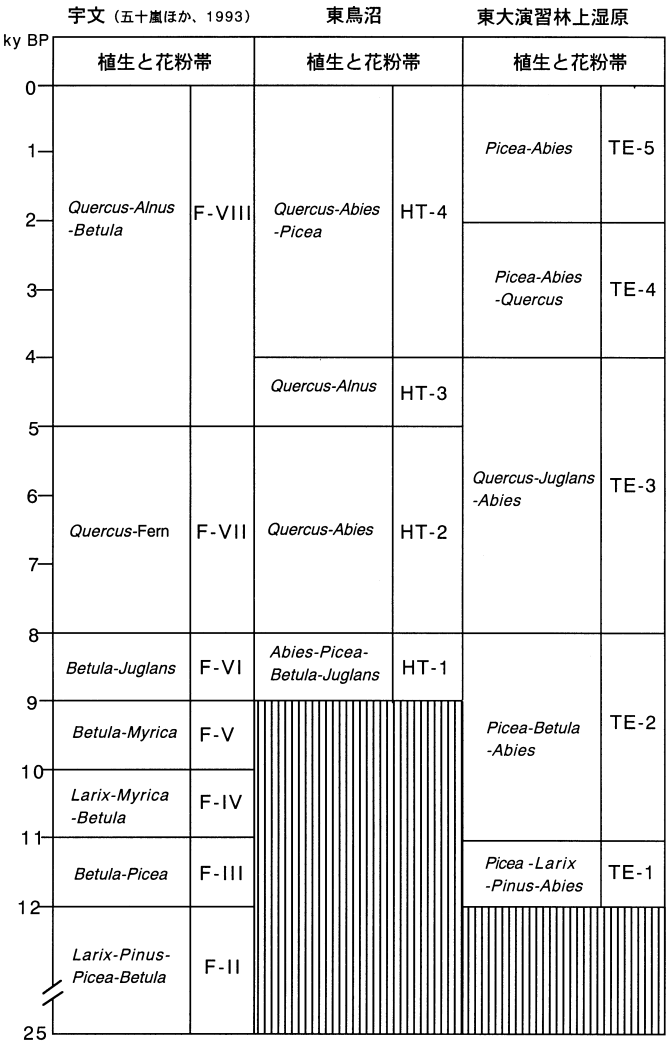 宇文（五十嵐ほか、1993）
東鳥沼
東大演習林上湿原
ky BP
植生と花粉帯
植生と花粉帯
植生と花粉帯
0
1
2
3
4
5
6
7
8
9
10
11
12
25
Quercus-Alnus
-Betula
F-VIII
Quercus-Fern
F-VII
Betula-Juglans
F-VI
Betula-Myrica
F-V
Larix-Myrica
-Betula
F-IV
Betula-Picea
F-III
Larix-Pinus-
Picea-Betula
F-II
Quercus-Abies
-Picea
HT-4
Quercus-Alnus
HT-3
Quercus-Abies
HT-2
Abies-Picea-
Betula-Juglans
HT-1
Picea-Abies
TE-5
Picea-Abies
-Quercus
TE-4
Quercus-Juglans
-Abies
TE-3
Picea-Betula
-Abies
TE-2
Picea-Larix
-Pinus-Abies
TE-1